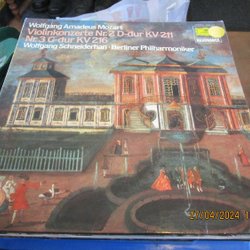 Wolfgang Amadeus Mozart
Violinkonzerte Nr. 2 D-dur KV 211
Nr. 3 G-dur KV 216
Wolfgang Schneiderhan · Berliner Philharmoniker
27/04/2024 1